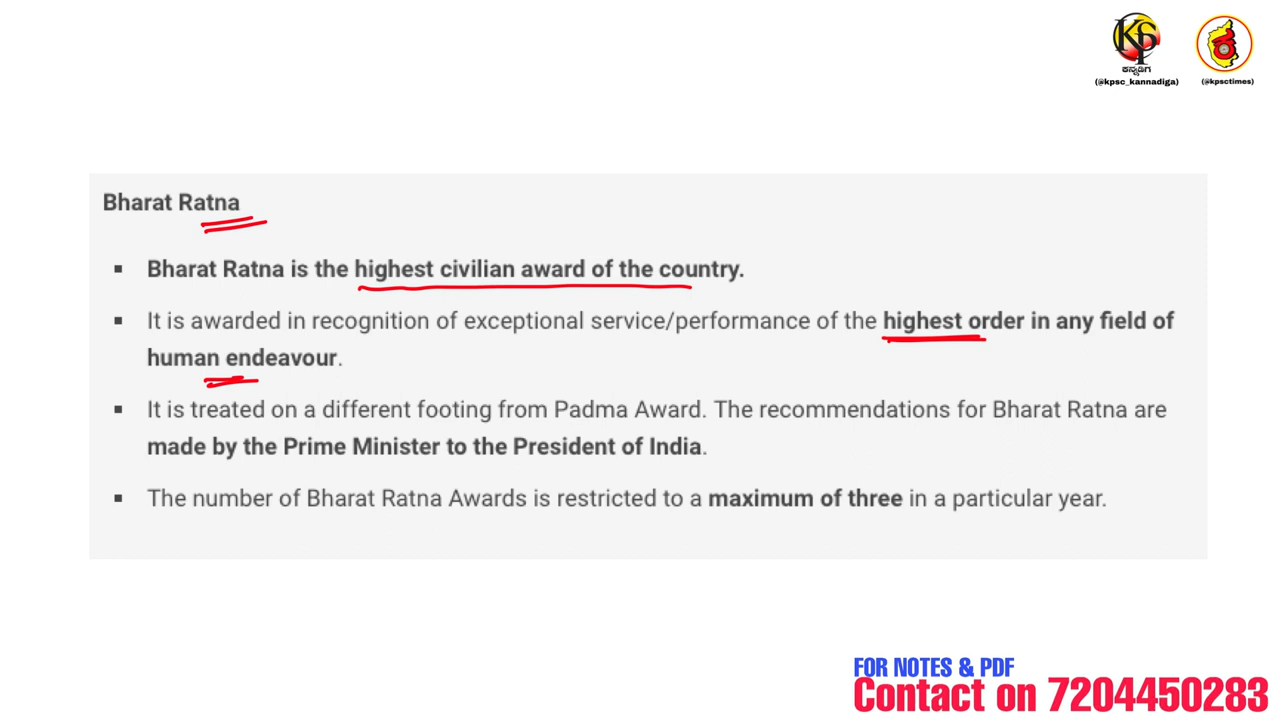 KP
ಕನ್ನಡಿಗ
(@kpsc_kannadiga)
(@kpsctimes)
Bharat Ratna
▪ Bharat Ratna is the highest civilian award of the country.
▪ It is awarded in recognition of exceptional service/performance of the highest order in any field of
human endeavour.
▪ It is treated on a different footing from Padma Award. The recommendations for Bharat Ratna are
made by the Prime Minister to the President of India.
▪ The number of Bharat Ratna Awards is restricted to a maximum of three in a particular year.
FOR NOTES & PDF
Contact on 7204450283